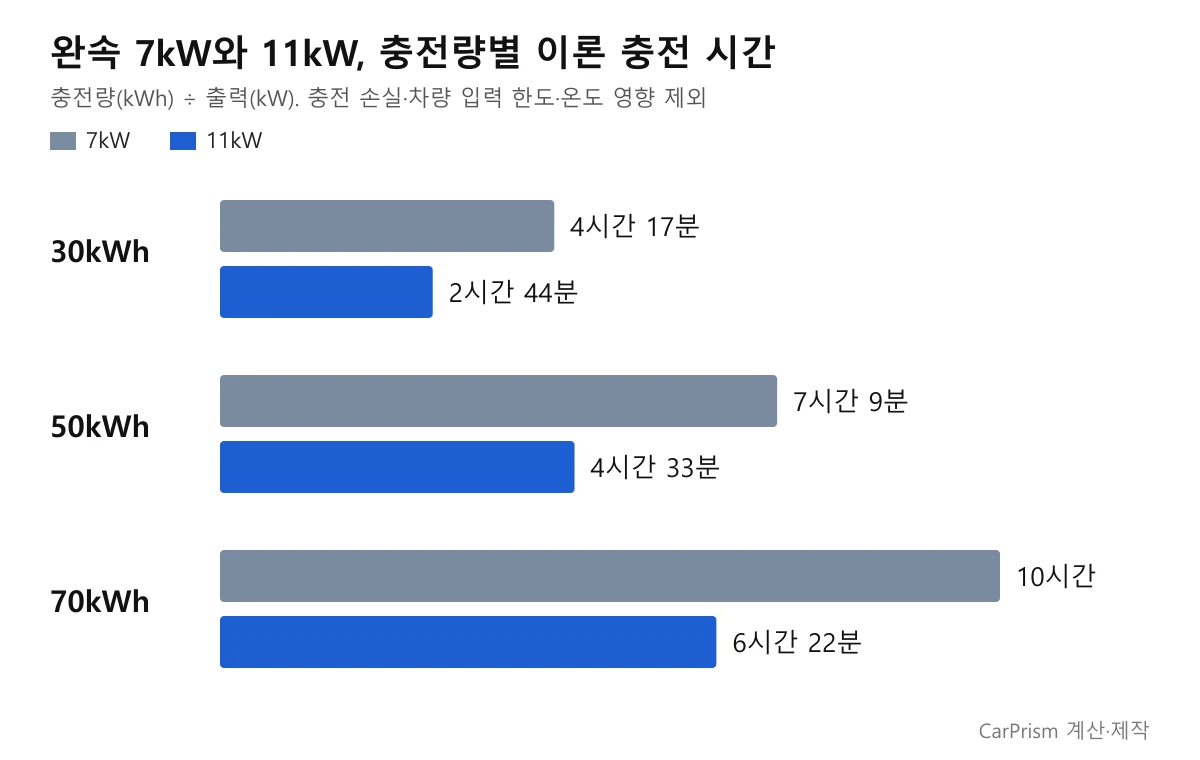 완속 7kW와 11kW, 충전량별 이론 충전 시간
충전량(kWh) ÷ 출력(kW). 충전 손실·차량 입력 한도·온도 영향 제외
7kW 11kW
30kWh
4시간 17분
2시간 44분
50kWh
7시간 9분
4시간 33분
70kWh
10시간
6시간 22분
CarPrism 계산·제작